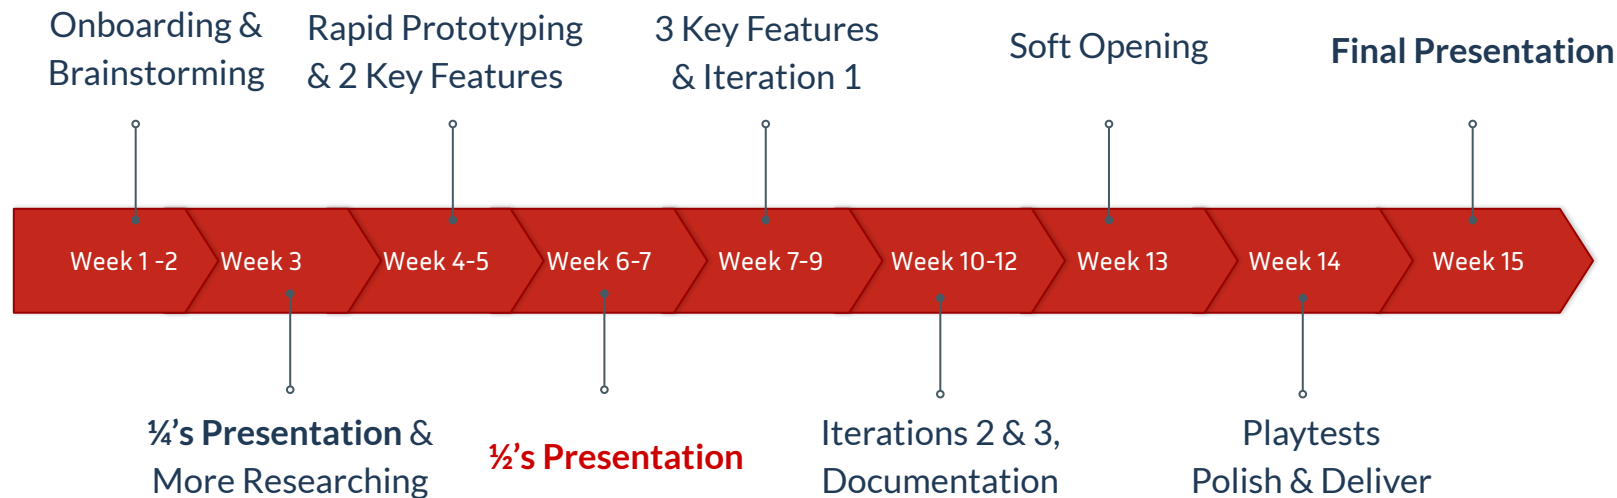 Onboarding &
Brainstorming
Rapid Prototyping
& 2 Key Features
3 Key Features
& Iteration 1
Soft Opening
Final Presentation
Week 1 -2
Week 3
Week 4-5
Week 6-7
Week 7-9
Week 10-12
Week 13
Week 14
Week 15
¼’s Presentation &
More Researching
½’s Presentation
Iterations 2 & 3,
Documentation
Playtests
Polish & Deliver